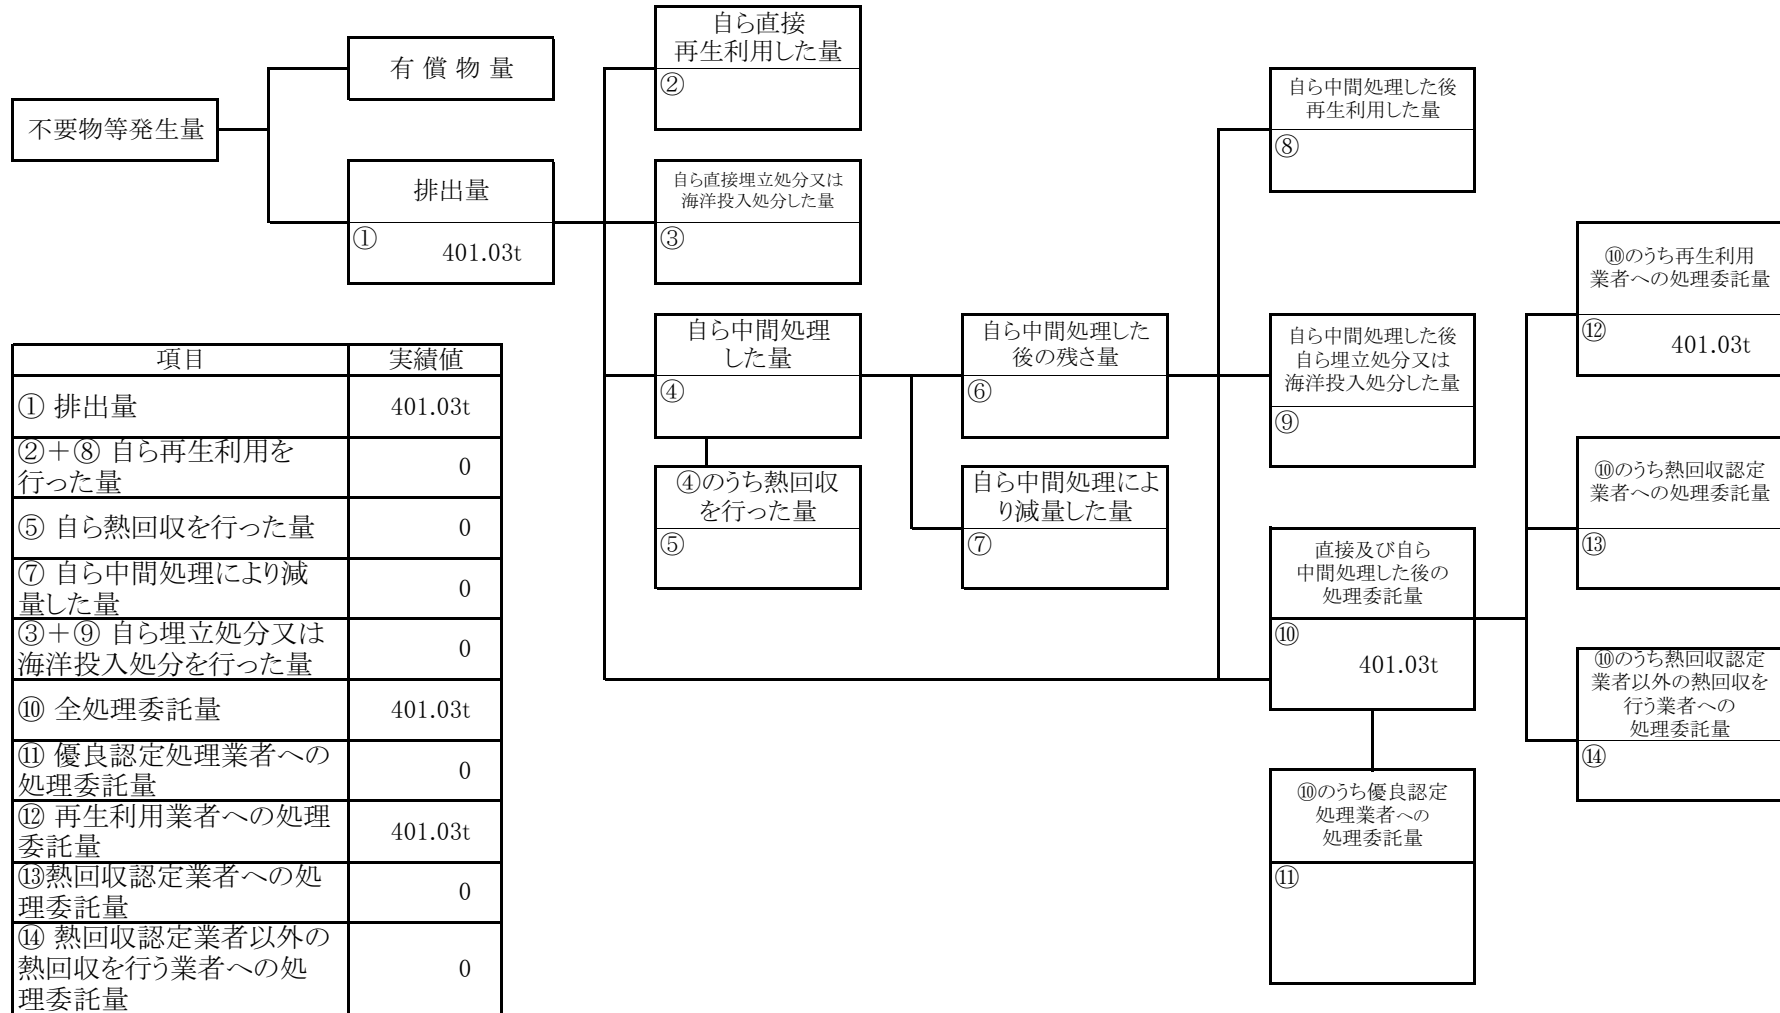 不要物等発生量
有 償 物 量
排出量
①
401.03t
自ら直接
再生利用した量
②
自ら直接埋立処分又は
海洋投入処分した量
③
自ら中間処理
した量
④
④のうち熱回収
を行った量
⑤
自ら中間処理した
後の残さ量
⑥
自ら中間処理によ
り減量した量
⑦
自ら中間処理した後
再生利用した量
⑧
自ら中間処理した後
自ら埋立処分又は
海洋投入処分した量
⑨
直接及び自ら
中間処理した後の
処理委託量
⑩
401.03t
⑩のうち優良認定
処理業者への
処理委託量
⑪
⑩のうち再生利用
業者への処理委託量
⑫
401.03t
⑩のうち熱回収認定
業者への処理委託量
⑬
⑩のうち熱回収認定
業者以外の熱回収を
行う業者への
処理委託量
⑭
項目 実績値
① 排出量 401.03t
②＋⑧ 自ら再生利用を
行った量 0
⑤ 自ら熱回収を行った量 0
⑦ 自ら中間処理により減
量した量 0
③＋⑨ 自ら埋立処分又は
海洋投入処分を行った量 0
⑩ 全処理委託量 401.03t
⑪ 優良認定処理業者への
処理委託量 0
⑫ 再生利用業者への処理
委託量 401.03t
⑬熱回収認定業者への処
理委託量 0
⑭ 熱回収認定業者以外の
熱回収を行う業者への処 0
理委託量